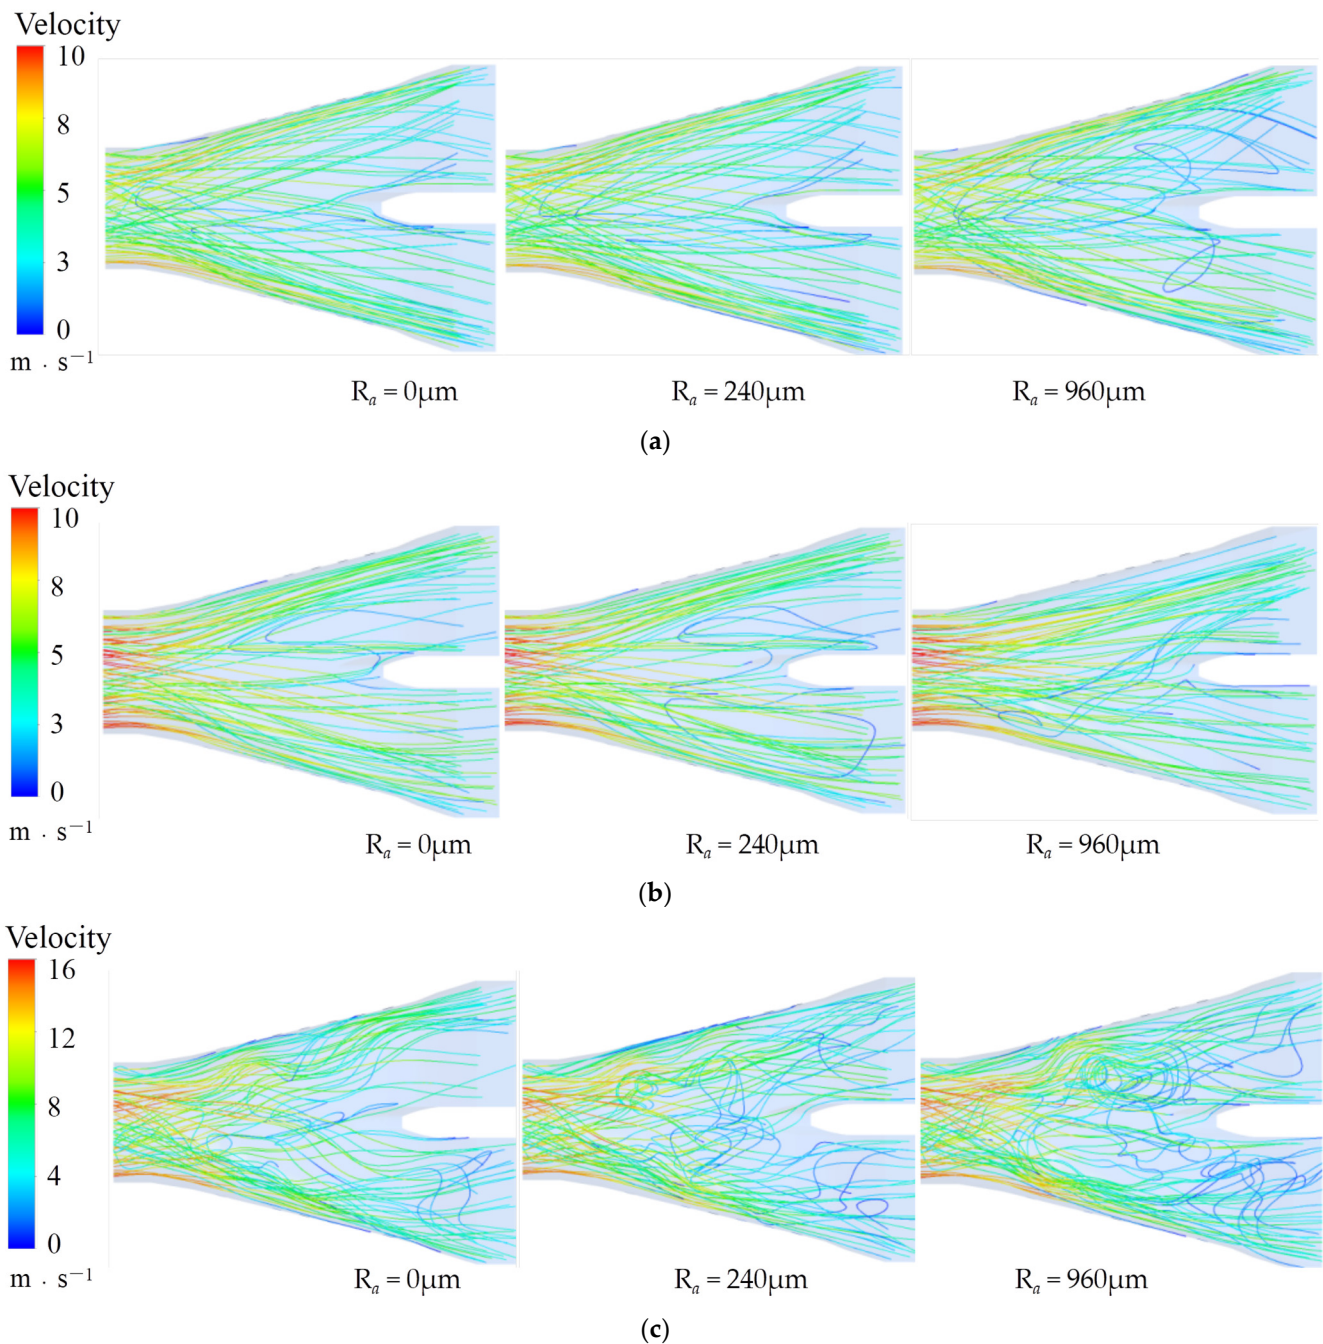 Velocity
10
8
5
3
0
m · s−1
Ra = 0μm
Ra = 240μm
Ra = 960μm
(a)
Velocity
10
8
5
3
0
m · s−1
Ra = 0μm
Ra = 240μm
Ra = 960μm
(b)
Velocity
16
12
8
4
0
m · s−1
Ra = 0μm
Ra = 240μm
Ra = 960μm
(c)